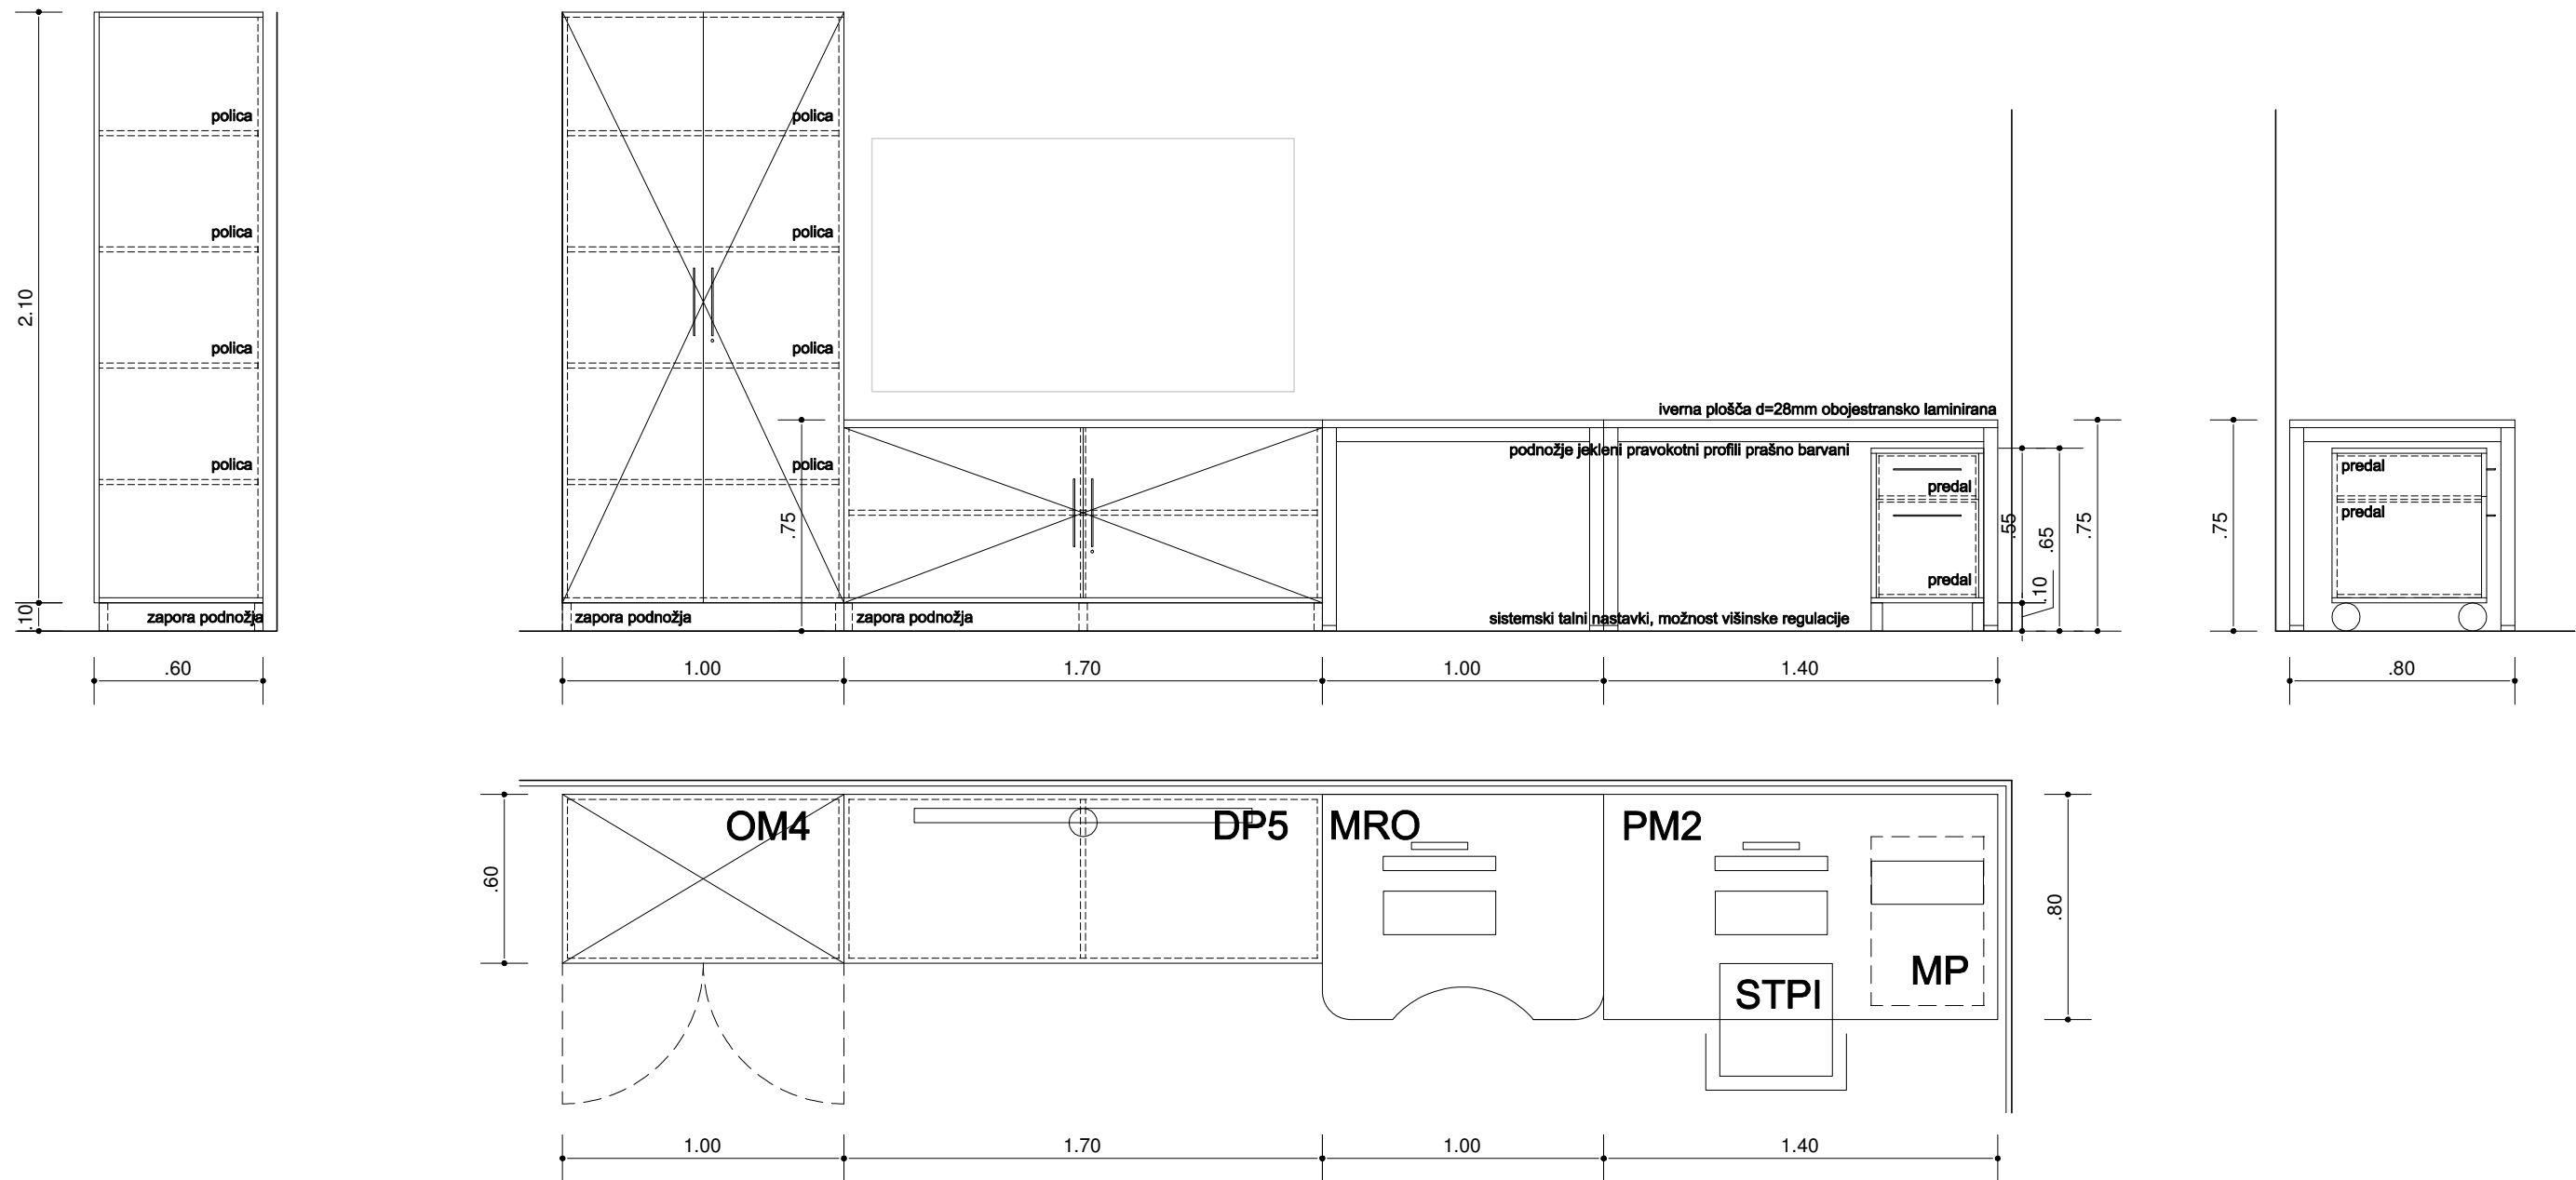 polica
polica
polica
polica
zapora podnožja
2.10
.10
.60
polica
polica
polica
polica
zapora podnožja
zapora podnožja
.75
iverna plošča d=28mm obojestransko laminirana
podnožje jekleni pravokotni profili prašno barvani
predal
predal
sistemski talni nastavki, možnost višinske regulacije
.55
.65
.75
.10
1.00
1.70
1.00
1.40
.75
predal
predal
.80
OM4
DP5
MRO
PM2
MP
STPI
.60
.80
1.00
1.70
1.00
1.40